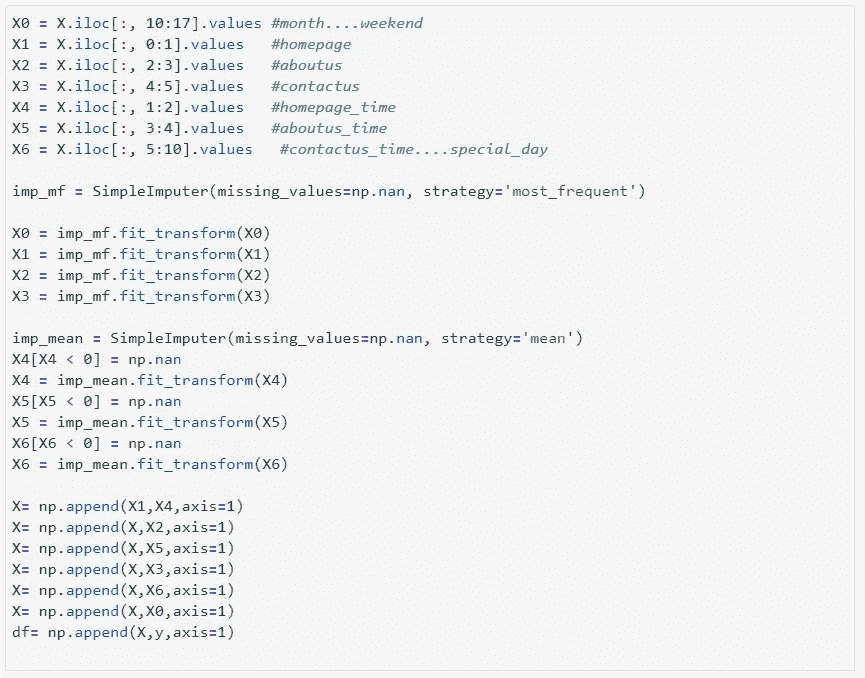 X0 = X.iloc[:, 10:17].values #month....weekend
X1 = X.iloc[:, 0:1].values   #homepage
X2 = X.iloc[:, 2:3].values   #aboutus
X3 = X.iloc[:, 4:5].values   #contactus
X4 = X.iloc[:, 1:2].values   #homepage_time
X5 = X.iloc[:, 3:4].values   #aboutus_time
X6 = X.iloc[:, 5:10].values   #contactus_time....special_day
imp_mf = SimpleImputer(missing_values=np.nan, strategy='most_frequent')
X0 = imp_mf.fit_transform(X0)
X1 = imp_mf.fit_transform(X1)
X2 = imp_mf.fit_transform(X2)
X3 = imp_mf.fit_transform(X3)
imp_mean = SimpleImputer(missing_values=np.nan, strategy='mean')
X4[X4 < 0] = np.nan
X4 = imp_mean.fit_transform(X4)
X5[X5 < 0] = np.nan
X5 = imp_mean.fit_transform(X5)
X6[X6 < 0] = np.nan
X6 = imp_mean.fit_transform(X6)
X= np.append(X1,X4,axis=1)
X= np.append(X,X2,axis=1)
X= np.append(X,X5,axis=1)
X= np.append(X,X3,axis=1)
X= np.append(X,X6,axis=1)
X= np.append(X,X0,axis=1)
df= np.append(X,y,axis=1)